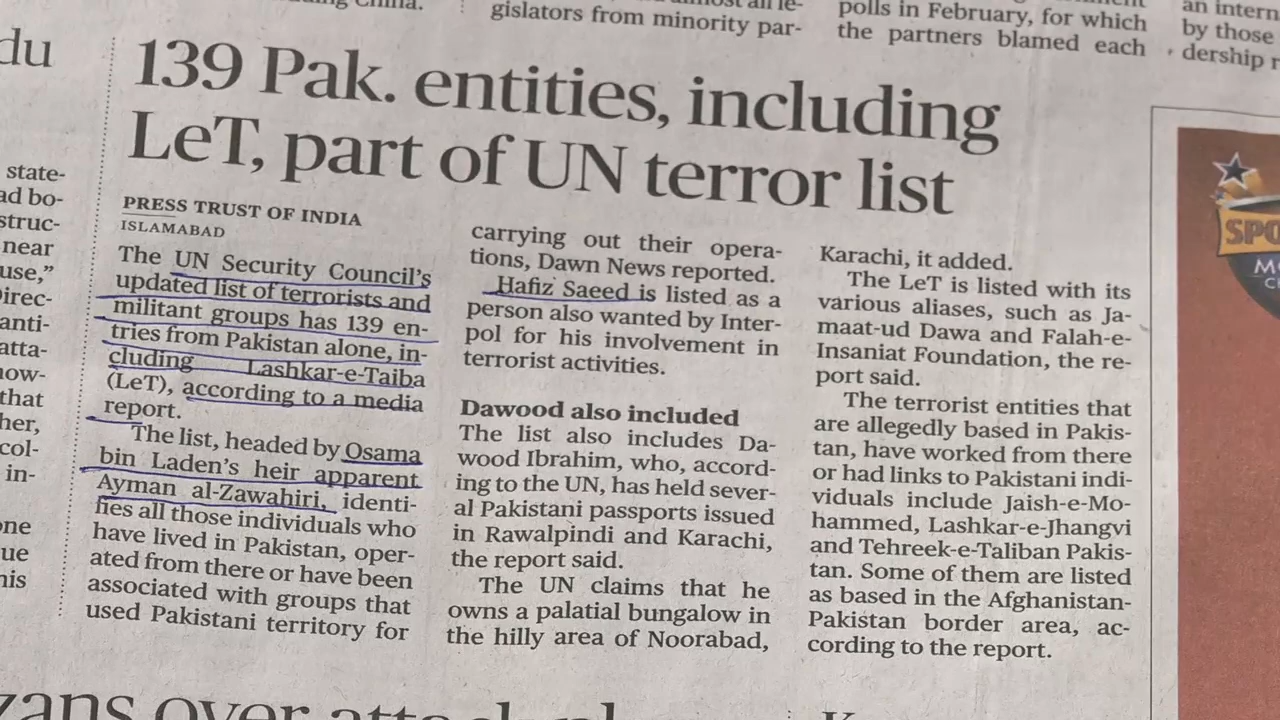 gislators from minority par-
polls in February, for which
the partners blamed each
an intern
by those
dership r
du
state-
ad bo-
struc-
near
use,”
Direc-
anti-
atta-
now-
that
her,
col-
in-
one
ue
his
139 Pak. entities, including
LeT, part of UN terror list
PRESS TRUST OF INDIA
ISLAMABAD
The UN Security Council’s
updated list of terrorists and
militant groups has 139 en-
tries from Pakistan alone, in-
cluding Lashkar-e-Taiba
(LeT), according to a media
report.
The list, headed by Osama
bin Laden’s heir apparent
Ayman al-Zawahiri, identi-
fies all those individuals who
have lived in Pakistan, oper-
ated from there or have been
associated with groups that
used Pakistani territory for
carrying out their opera-
tions, Dawn News reported.
Hafiz Saeed is listed as a
person also wanted by Inter-
pol for his involvement in
terrorist activities.
Dawood also included
The list also includes Da-
wood Ibrahim, who, accord-
ing to the UN, has held sever-
al Pakistani passports issued
in Rawalpindi and Karachi,
the report said.
The UN claims that he
owns a palatial bungalow in
the hilly area of Noorabad,
Karachi, it added.
The LeT is listed with its
various aliases, such as Ja-
maat-ud Dawa and Falah-e-
Insaniat Foundation, the re-
port said.
The terrorist entities that
are allegedly based in Pakis-
tan, have worked from there
or had links to Pakistani indi-
viduals include Jaish-e-Mo-
hammed, Lashkar-e-Jhangvi
and Tehreek-e-Taliban Pakis-
tan. Some of them are listed
as based in the Afghanistan-
Pakistan border area, ac-
cording to the report.
SPO
M
C
zans over